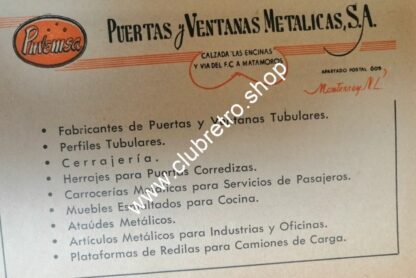 Puvemsa
PUERTAS y VENTANAS METALICAS, S.A.
CALZADA LAS ENCINAS
Y VIA DEL F.C. A MATAMOROS
APARTADO POSTAL 805
Monterrey, N.L.
• Fabricantes de Puertas y Ventanas Tubulares.
• Perfiles Tubulares.
• Cerrajería.
• Herrajes para Puertas Corredizas.
• Carrocerías Metálicas para Servicios de Pasajeros.
• Muebles Esmaltados para Cocina.
• Ataúdes Metálicos.
• Artículos Metálicos para Industrias y Oficinas.
• Plataformas de Redilas para Camiones de Carga.
www.clubretro.shop